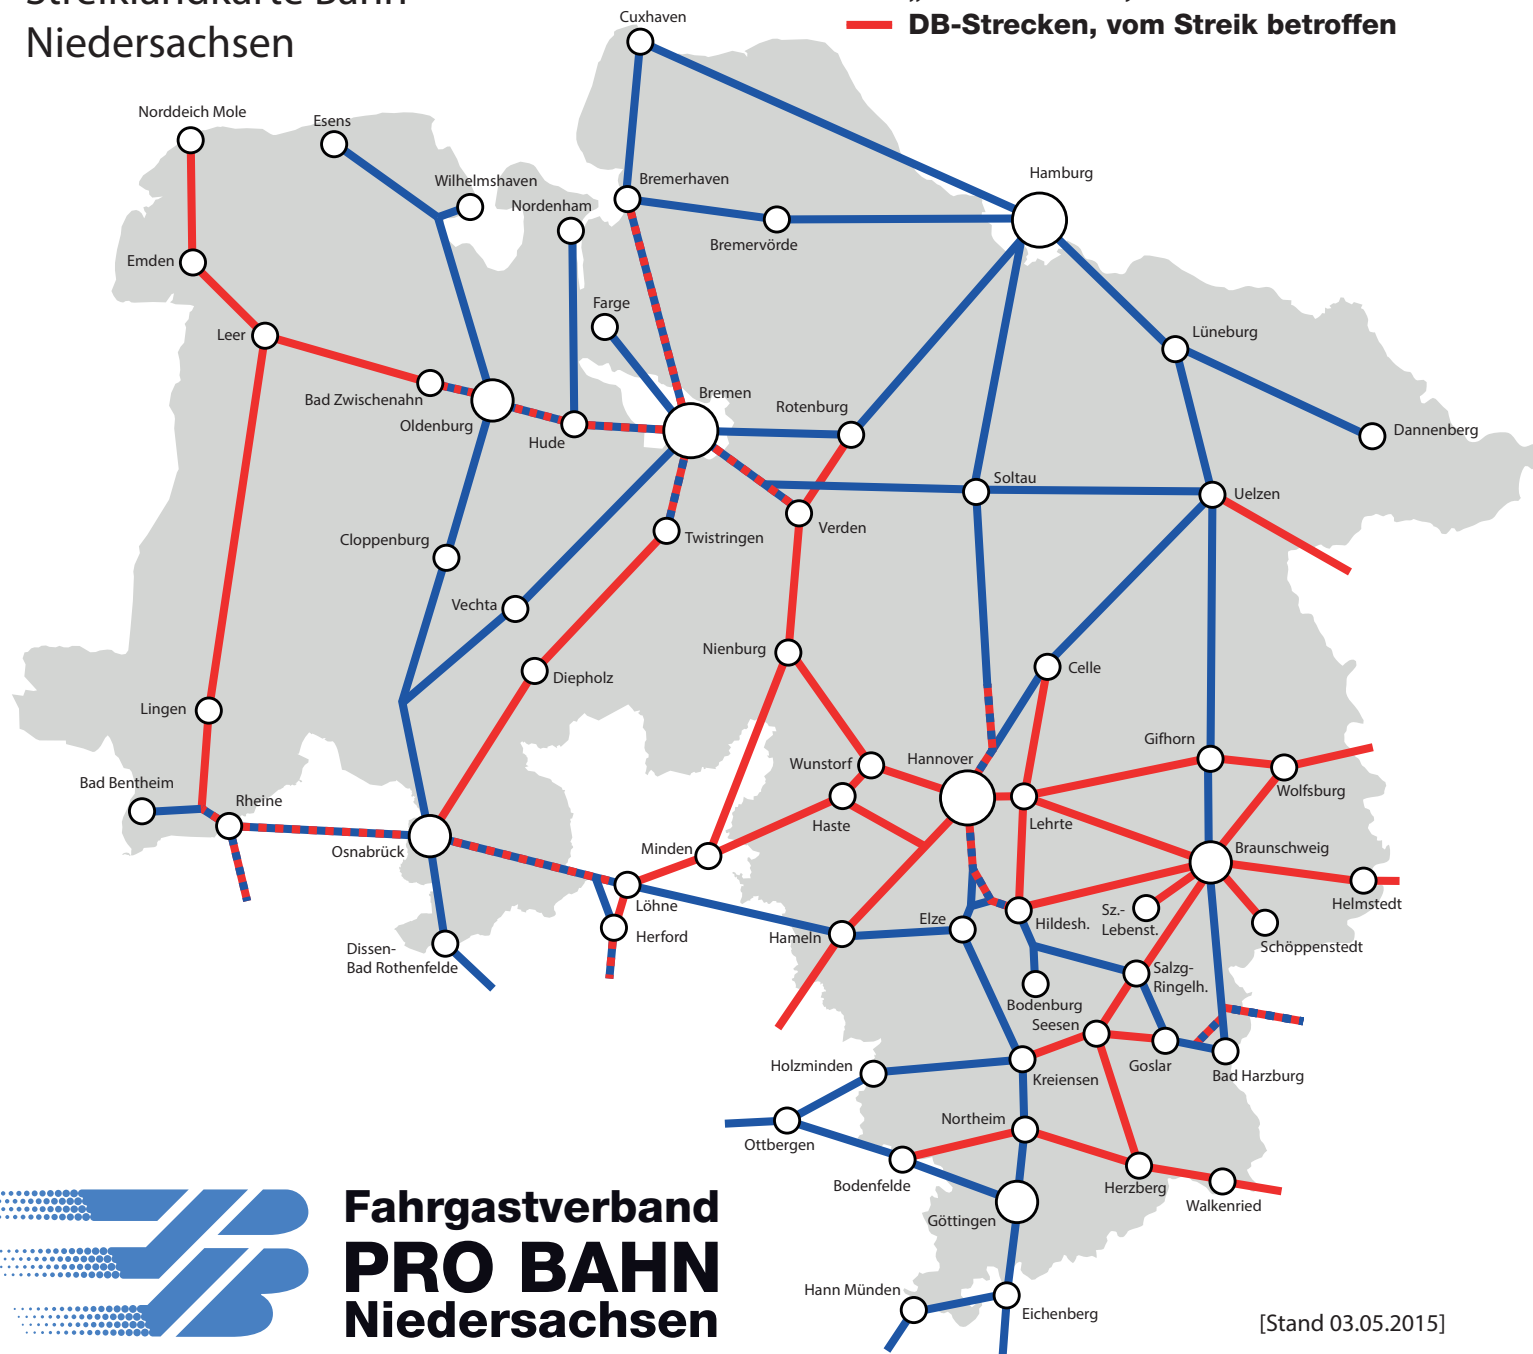 Niedersachsen
DB-Strecken, vom Streik betroffen
Cuxhaven
Norddeich Mole
Esens
Wilhelmshaven
Nordenham
Bremerhaven
Bremervörde
Hamburg
Emden
Farge
Leer
Lüneburg
Bad Zwischenahn
Oldenburg
Hude
Bremen
Rotenburg
Dannenberg
Soltau
Uelzen
Cloppenburg
Twistringen
Verden
Vechta
Nienburg
Diepholz
Celle
Lingen
Gifhorn
Wunstorf
Hannover
Wolfsburg
Bad Bentheim
Rheine
Haste
Lehrte
Osnabrück
Minden
Braunschweig
Löhne
Helmstedt
Herford
Hameln
Elze
Hildesh.
Sz.-
Lebenst.
Schöppenstedt
Dissen-
Bad Rothenfelde
Salzg-
Ringelh.
Bodenburg
Seesen
Holzminden
Kreiensen
Goslar
Bad Harzburg
Ottbergen
Northeim
Bodenfelde
Herzberg
Walkenried
Göttingen
Hann Münden
Eichenberg
Fahrgastverband
PRO BAHN
Niedersachsen
[Stand 03.05.2015]